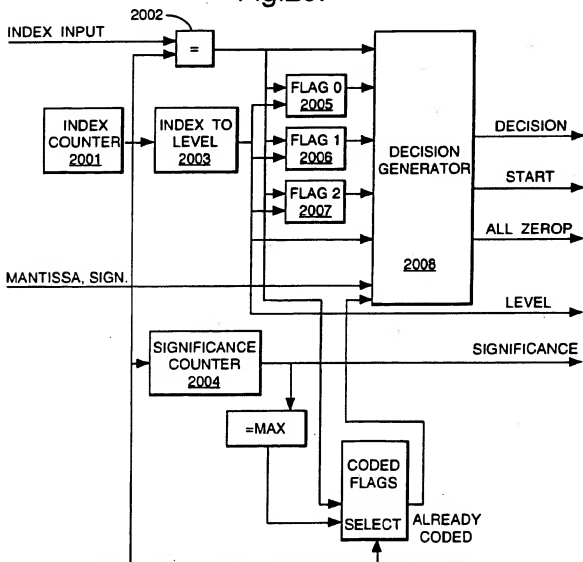 2002
INDEX INPUT
=
FLAG 0
2005
INDEX
COUNTER
2001
INDEX TO
LEVEL
2003
FLAG 1
2006
DECISION
GENERATOR
2008
DECISION
START
FLAG 2
2007
ALL ZEROP
MANTISSA, SIGN.
LEVEL
SIGNIFICANCE
COUNTER
2004
SIGNIFICANCE
=MAX
CODED
FLAGS
SELECT
ALREADY
CODED